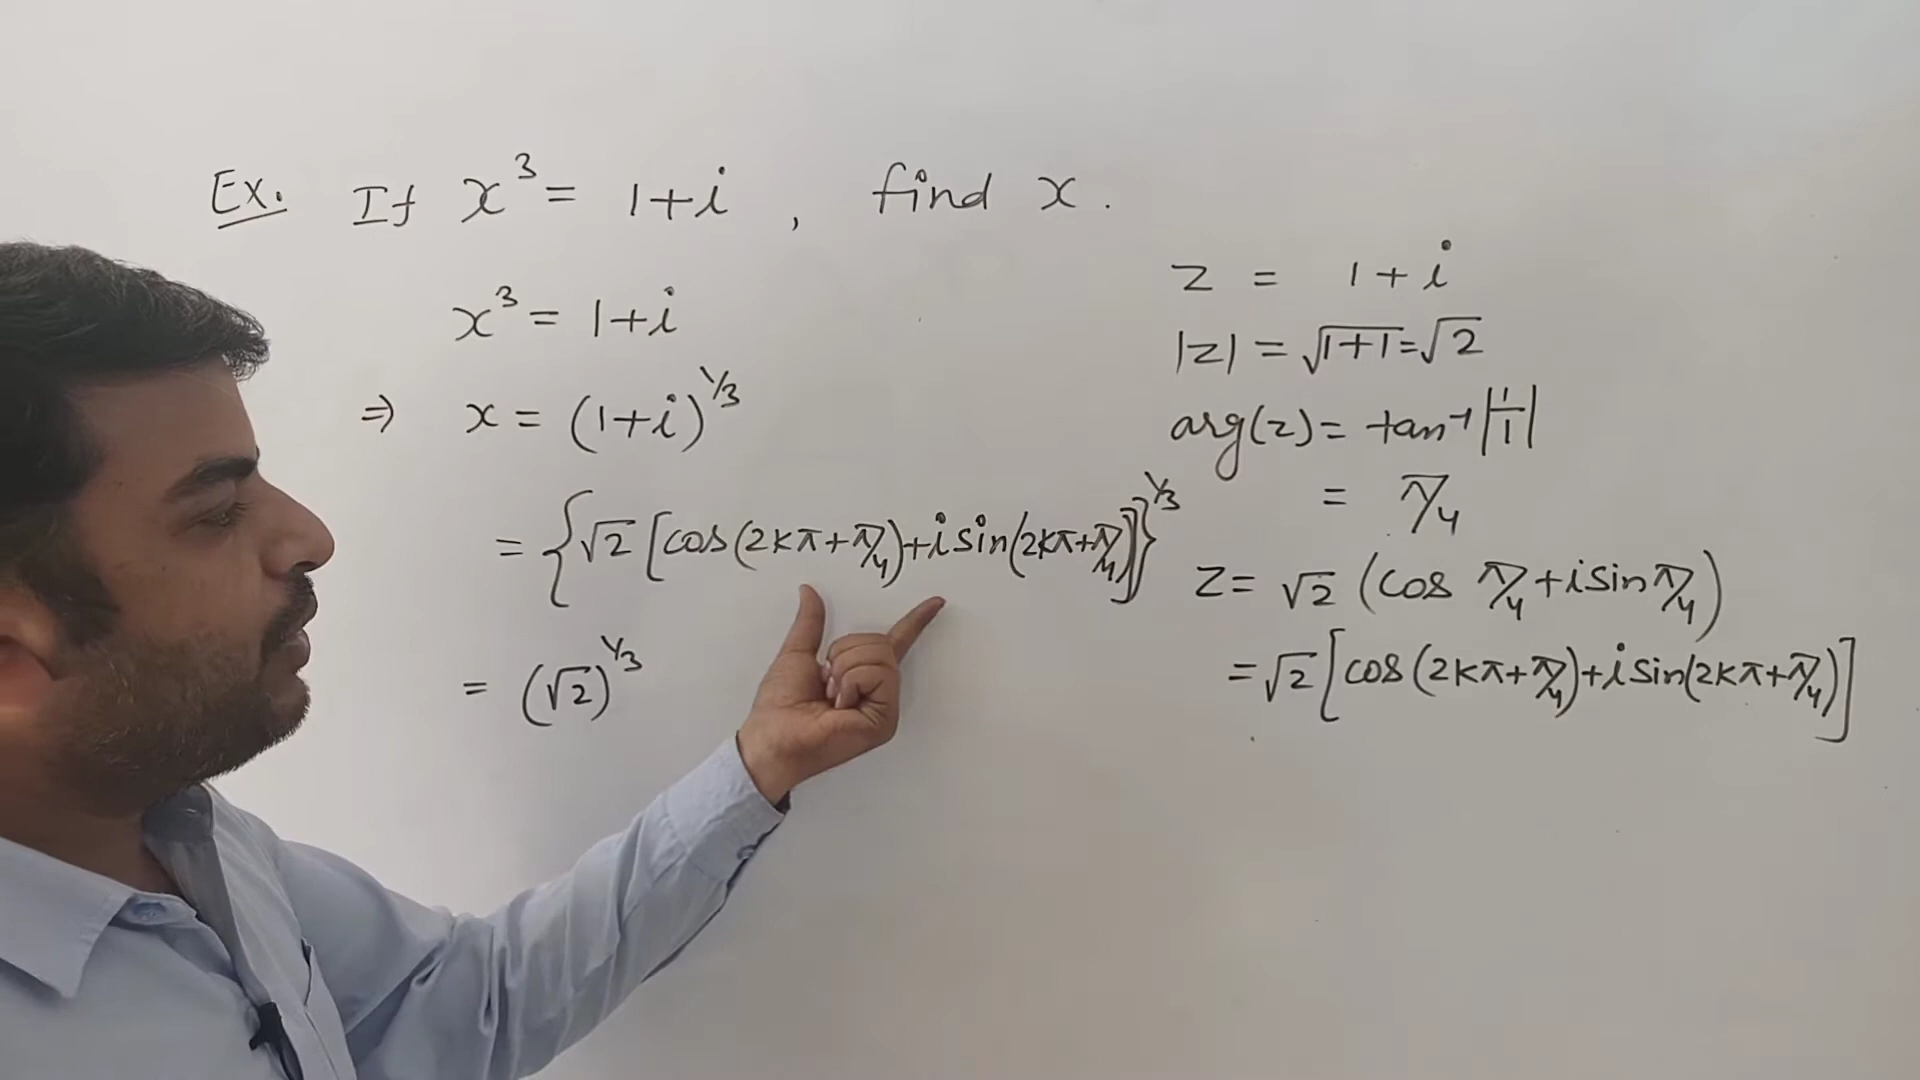 Ex. If x³ = 1+i , find x.
x³ = 1+i
⇒ x = (1+i)^1/3
= {√2 [cos(2kπ+π/4)+i sin(2kπ+π/4)]}^1/3
= (√2)^1/3
z = 1+i
|z| = √1+1 = √2
arg(z) = tan⁻¹|1/1|
= π/4
z = √2 (cos π/4 + i sin π/4)
= √2 [cos(2kπ+π/4)+i sin(2kπ+π/4)]